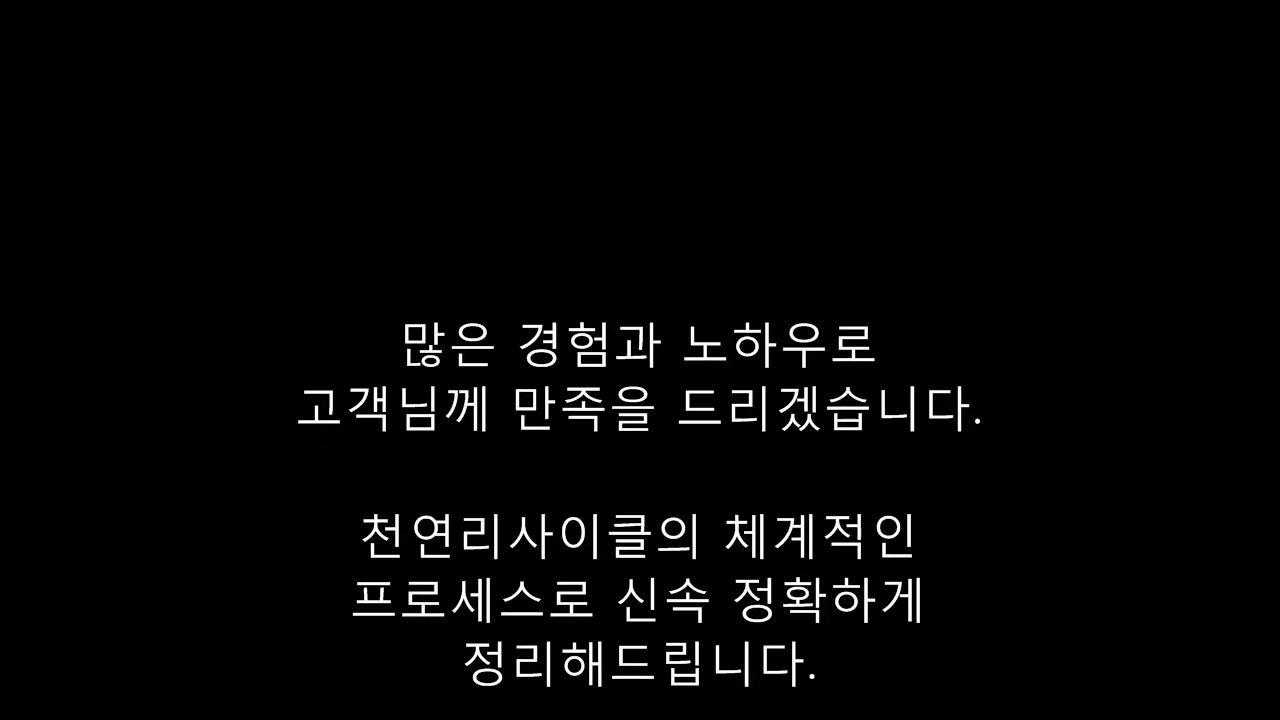 많은 경험과 노하우로
고객님께 만족을 드리겠습니다.
천연리사이클의 체계적인
프로세스로 신속 정확하게
정리해드립니다.